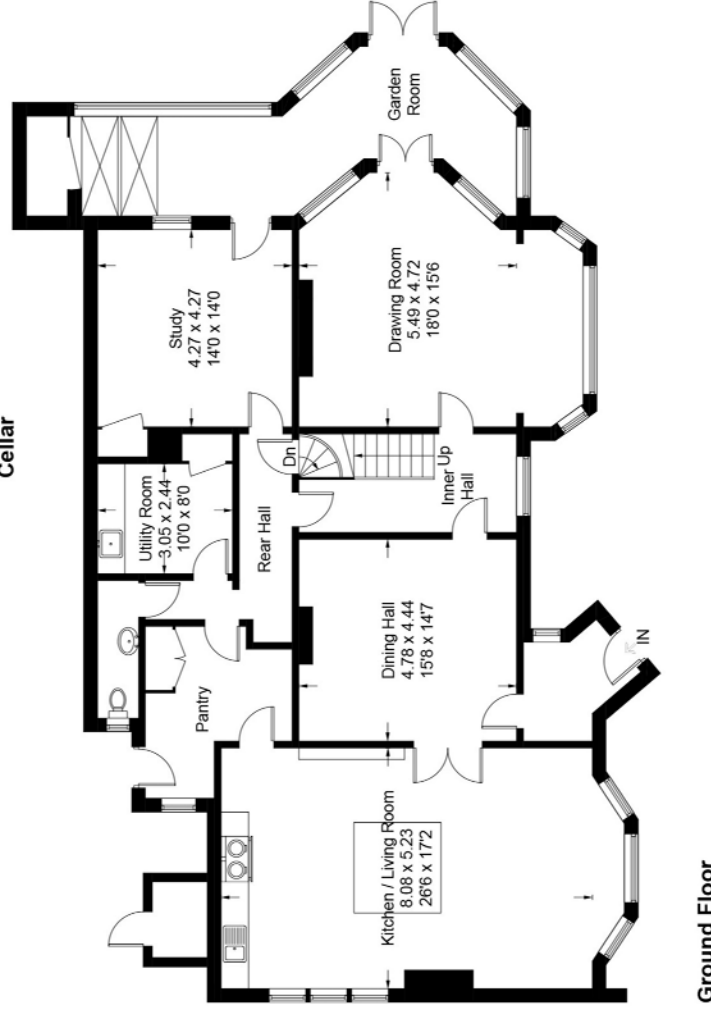 Cellar
Garden
Room
Study
4.27 x 4.27
14'0 x 14'0
Drawing Room
5.49 x 4.72
18'0 x 15'6
Utility Room
3.05 x 2.44
10'0 x 8'0
Dn
Up
Inner
Hall
Rear Hall
Dining Hall
4.78 x 4.44
15'8 x 14'7
Pantry
IN
Kitchen / Living Room
8.08 x 5.23
26'6 x 17'2
Ground Floor